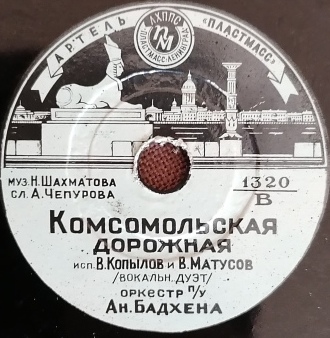 АРТЕЛЬ
ЛХППС
ПМ
"ПЛАСТМАСС-ЛЕНИНГРАД"
„ПЛАСТМАСС"
муз. Н. Шахматова
сл. А. Чепурова
1320
В
Комсомольская
дорожная
исп. В. Копылов и В. Матусов
/вокальн. дуэт/
оркестр п/у
Ан. Бадхена